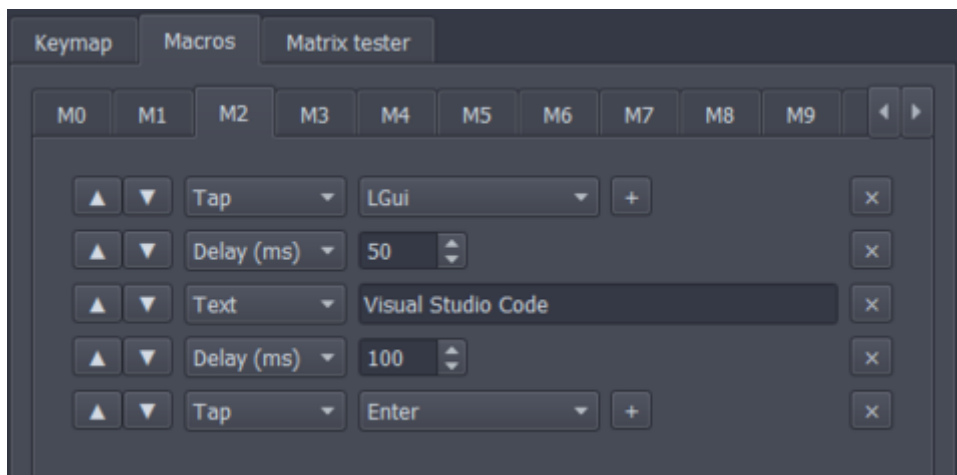 Keymap Macros Matrix tester
M0 M1 M2 M3 M4 M5 M6 M7 M8 M9
Tap LGui +
Delay (ms) 50
Text Visual Studio Code
Delay (ms) 100
Tap Enter +